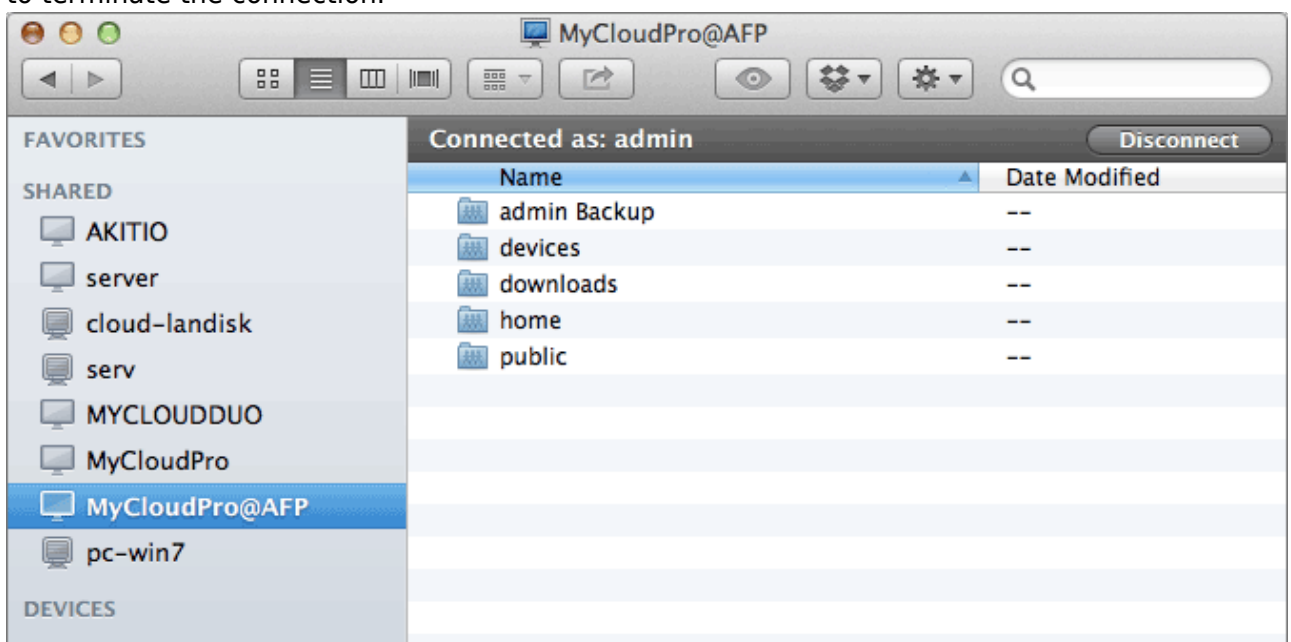 to terminate the connection.
MyCloudPro@AFP
FAVORITES
SHARED
AKITIO
server
cloud-landisk
serv
MYCLOUDDUO
MyCloudPro
MyCloudPro@AFP
pc-win7
DEVICES
Connected as: admin Disconnect
Name Date Modified
admin Backup --
devices --
downloads --
home --
public --